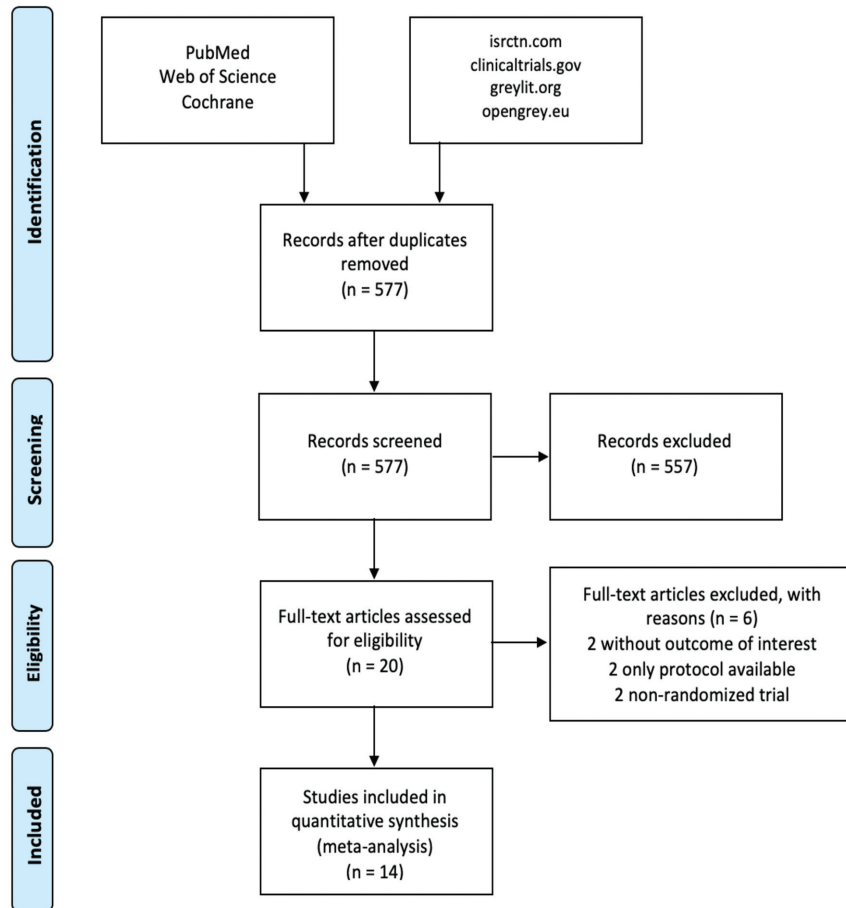 Identification
PubMed
Web of Science
Cochrane
isrctn.com
clinicaltrials.gov
greylit.org
opengrey.eu
Records after duplicates
removed
(n = 577)
Screening
Records screened
(n = 577)
Records excluded
(n = 557)
Eligibility
Full-text articles assessed
for eligibility
(n = 20)
Full-text articles excluded, with
reasons (n = 6)
2 without outcome of interest
2 only protocol available
2 non-randomized trial
Included
Studies included in
quantitative synthesis
(meta-analysis)
(n = 14)